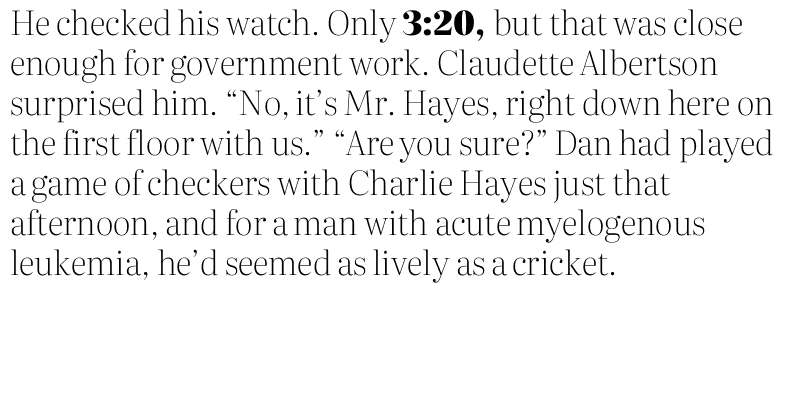 He checked his watch. Only 3:20, but that was close
enough for government work. Claudette Albertson
surprised him. “No, it’s Mr. Hayes, right down here on
the first floor with us.” “Are you sure?” Dan had played
a game of checkers with Charlie Hayes just that
afternoon, and for a man with acute myelogenous
leukemia, he’d seemed as lively as a cricket.